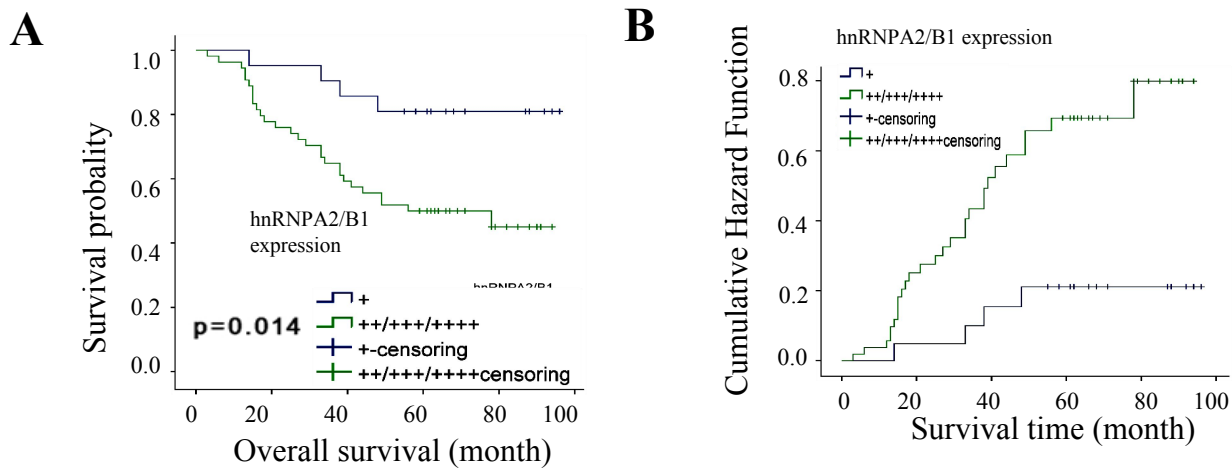 A
1.0
0.8
0.6
0.4
0.2
0.0
Survival probality
hnRNPA2/B1
expression
hnRNPA2/B1
p=0.014
+
++/+++/++++
+-censoring
++/+++/++++censoring
0 20 40 60 80 100
Overall survival (month)
B
hnRNPA2/B1 expression
+
++/+++/++++
+-censoring
++/+++/++++censoring
0.8
0.6
0.4
0.2
0.0
Cumulative Hazard Function
0 20 40 60 80 100
Survival time (month)